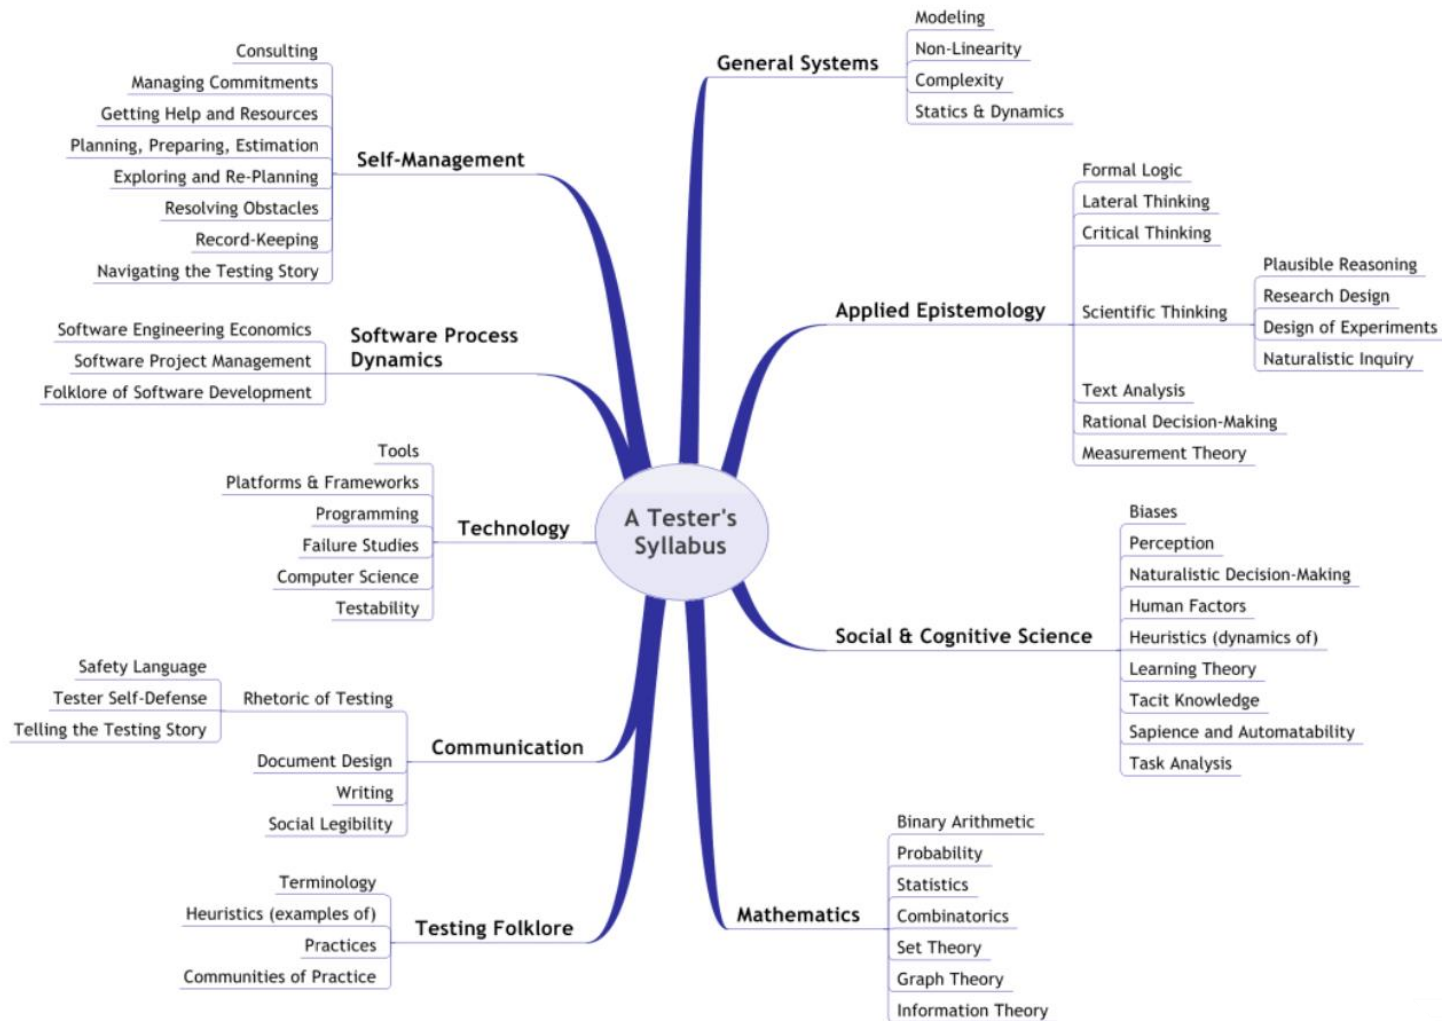 A Tester's
Syllabus
General Systems
Modeling
Non-Linearity
Complexity
Statics & Dynamics
Applied Epistemology
Formal Logic
Lateral Thinking
Critical Thinking
Scientific Thinking
Plausible Reasoning
Research Design
Design of Experiments
Naturalistic Inquiry
Text Analysis
Rational Decision-Making
Measurement Theory
Social & Cognitive Science
Biases
Perception
Naturalistic Decision-Making
Human Factors
Heuristics (dynamics of)
Learning Theory
Tacit Knowledge
Sapience and Automatability
Task Analysis
Mathematics
Binary Arithmetic
Probability
Statistics
Combinatorics
Set Theory
Graph Theory
Information Theory
Self-Management
Consulting
Managing Commitments
Getting Help and Resources
Planning, Preparing, Estimation
Exploring and Re-Planning
Resolving Obstacles
Record-Keeping
Navigating the Testing Story
Software Process
Dynamics
Software Engineering Economics
Software Project Management
Folklore of Software Development
Technology
Tools
Platforms & Frameworks
Programming
Failure Studies
Computer Science
Testability
Communication
Rhetoric of Testing
Safety Language
Tester Self-Defense
Telling the Testing Story
Document Design
Writing
Social Legibility
Testing Folklore
Terminology
Heuristics (examples of)
Practices
Communities of Practice